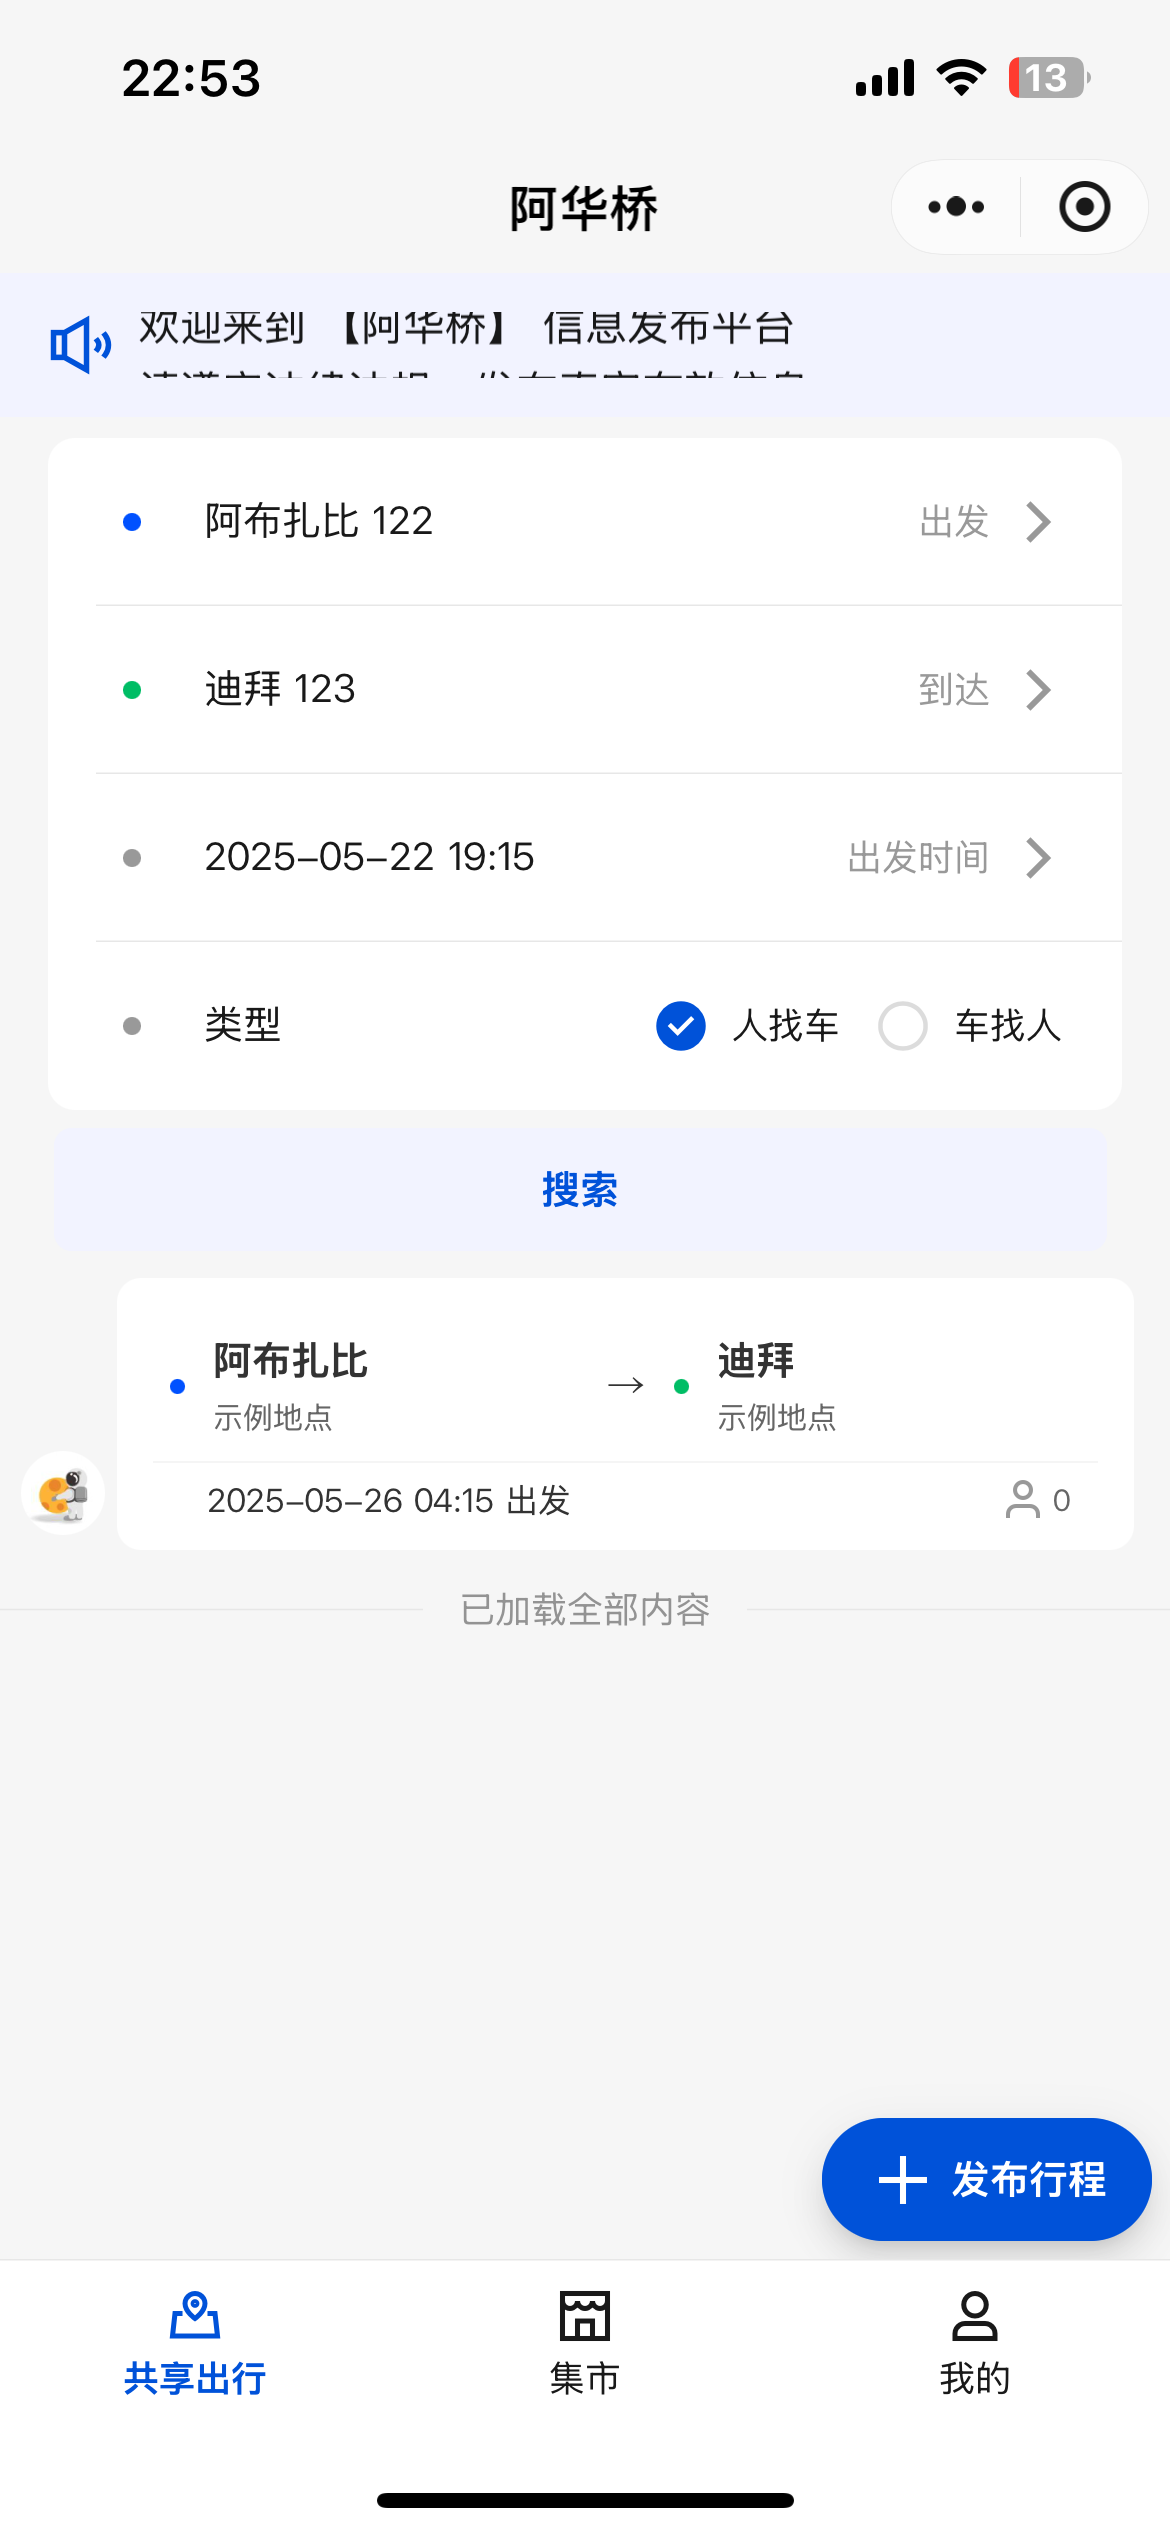 22:53
13
阿华桥
欢迎来到 【阿华桥】 信息发布平台
阿布扎比 122
出发
迪拜 123
到达
2025-05-22 19:15
出发时间
类型
人找车
车找人
搜索
阿布扎比
→
迪拜
示例地点
示例地点
2025-05-26 04:15 出发
0
已加载全部内容
发布行程
共享出行
集市
我的